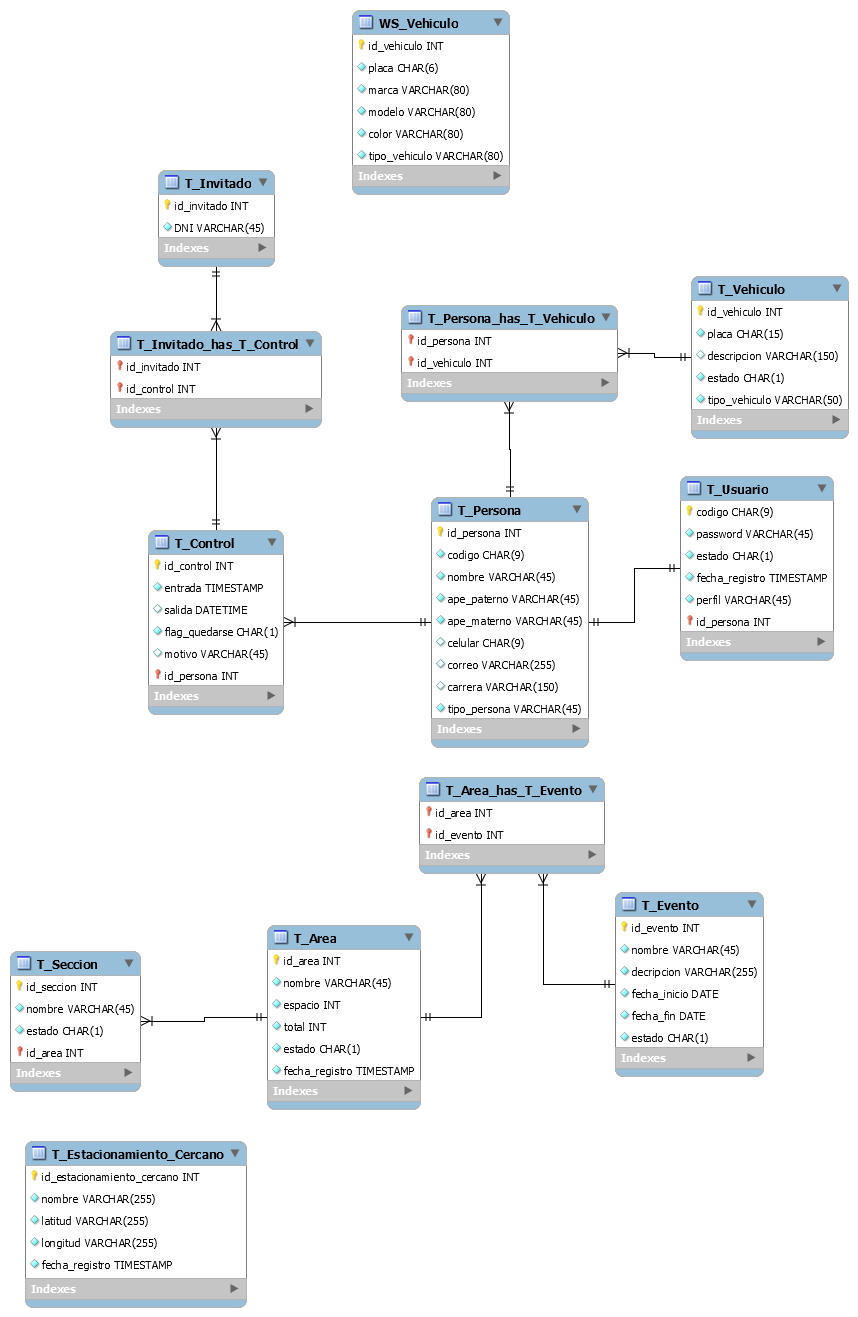 WS_Vehiculo
id_vehiculo INT
placa CHAR(6)
marca VARCHAR(80)
modelo VARCHAR(80)
color VARCHAR(80)
tipo_vehiculo VARCHAR(80)
Indexes
T_Invitado
id_invitado INT
DNI VARCHAR(45)
Indexes
T_Invitado_has_T_Control
id_invitado INT
id_control INT
Indexes
T_Persona_has_T_Vehiculo
id_persona INT
id_vehiculo INT
Indexes
T_Vehiculo
id_vehiculo INT
placa CHAR(15)
descripcion VARCHAR(150)
estado CHAR(1)
tipo_vehiculo VARCHAR(50)
Indexes
T_Control
id_control INT
entrada TIMESTAMP
salida DATETIME
flag_quedarse CHAR(1)
motivo VARCHAR(45)
id_persona INT
Indexes
T_Persona
id_persona INT
codigo CHAR(9)
nombre VARCHAR(45)
ape_paterno VARCHAR(45)
ape_materno VARCHAR(45)
celular CHAR(9)
correo VARCHAR(255)
carrera VARCHAR(150)
tipo_persona VARCHAR(45)
Indexes
T_Usuario
codigo CHAR(9)
password VARCHAR(45)
estado CHAR(1)
fecha_registro TIMESTAMP
perfil VARCHAR(45)
id_persona INT
Indexes
T_Area_has_T_Evento
id_area INT
id_evento INT
Indexes
T_Seccion
id_seccion INT
nombre VARCHAR(45)
estado CHAR(1)
id_area INT
Indexes
T_Area
id_area INT
nombre VARCHAR(45)
espacio INT
total INT
estado CHAR(1)
fecha_registro TIMESTAMP
Indexes
T_Evento
id_evento INT
nombre VARCHAR(45)
decripcion VARCHAR(255)
fecha_inicio DATE
fecha_fin DATE
estado CHAR(1)
Indexes
T_Estacionamiento_Cercano
id_estacionamiento_cercano INT
nombre VARCHAR(255)
latitud VARCHAR(255)
longitud VARCHAR(255)
fecha_registro TIMESTAMP
Indexes